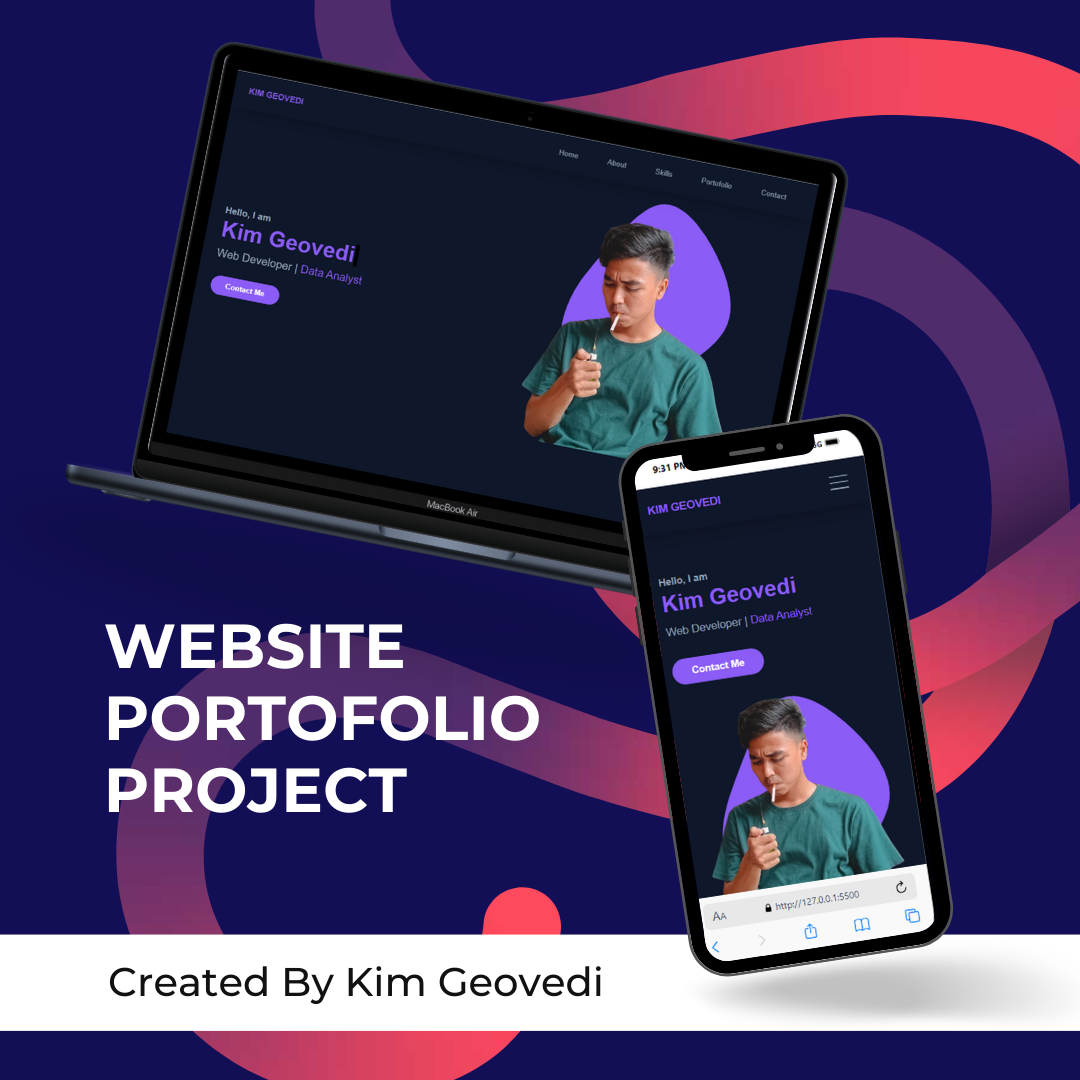 KIM GEOVEDI
Home About Skills Portofolio Contact
Hello, I am
Kim Geovedi
Web Developer | Data Analyst
Contact Me
MacBook Air
9:31 PM
KIM GEOVEDI
Hello, I am
Kim Geovedi
Web Developer | Data Analyst
Contact Me
AA http://127.0.0.1:5500
WEBSITE
PORTOFOLIO
PROJECT
Created By Kim Geovedi